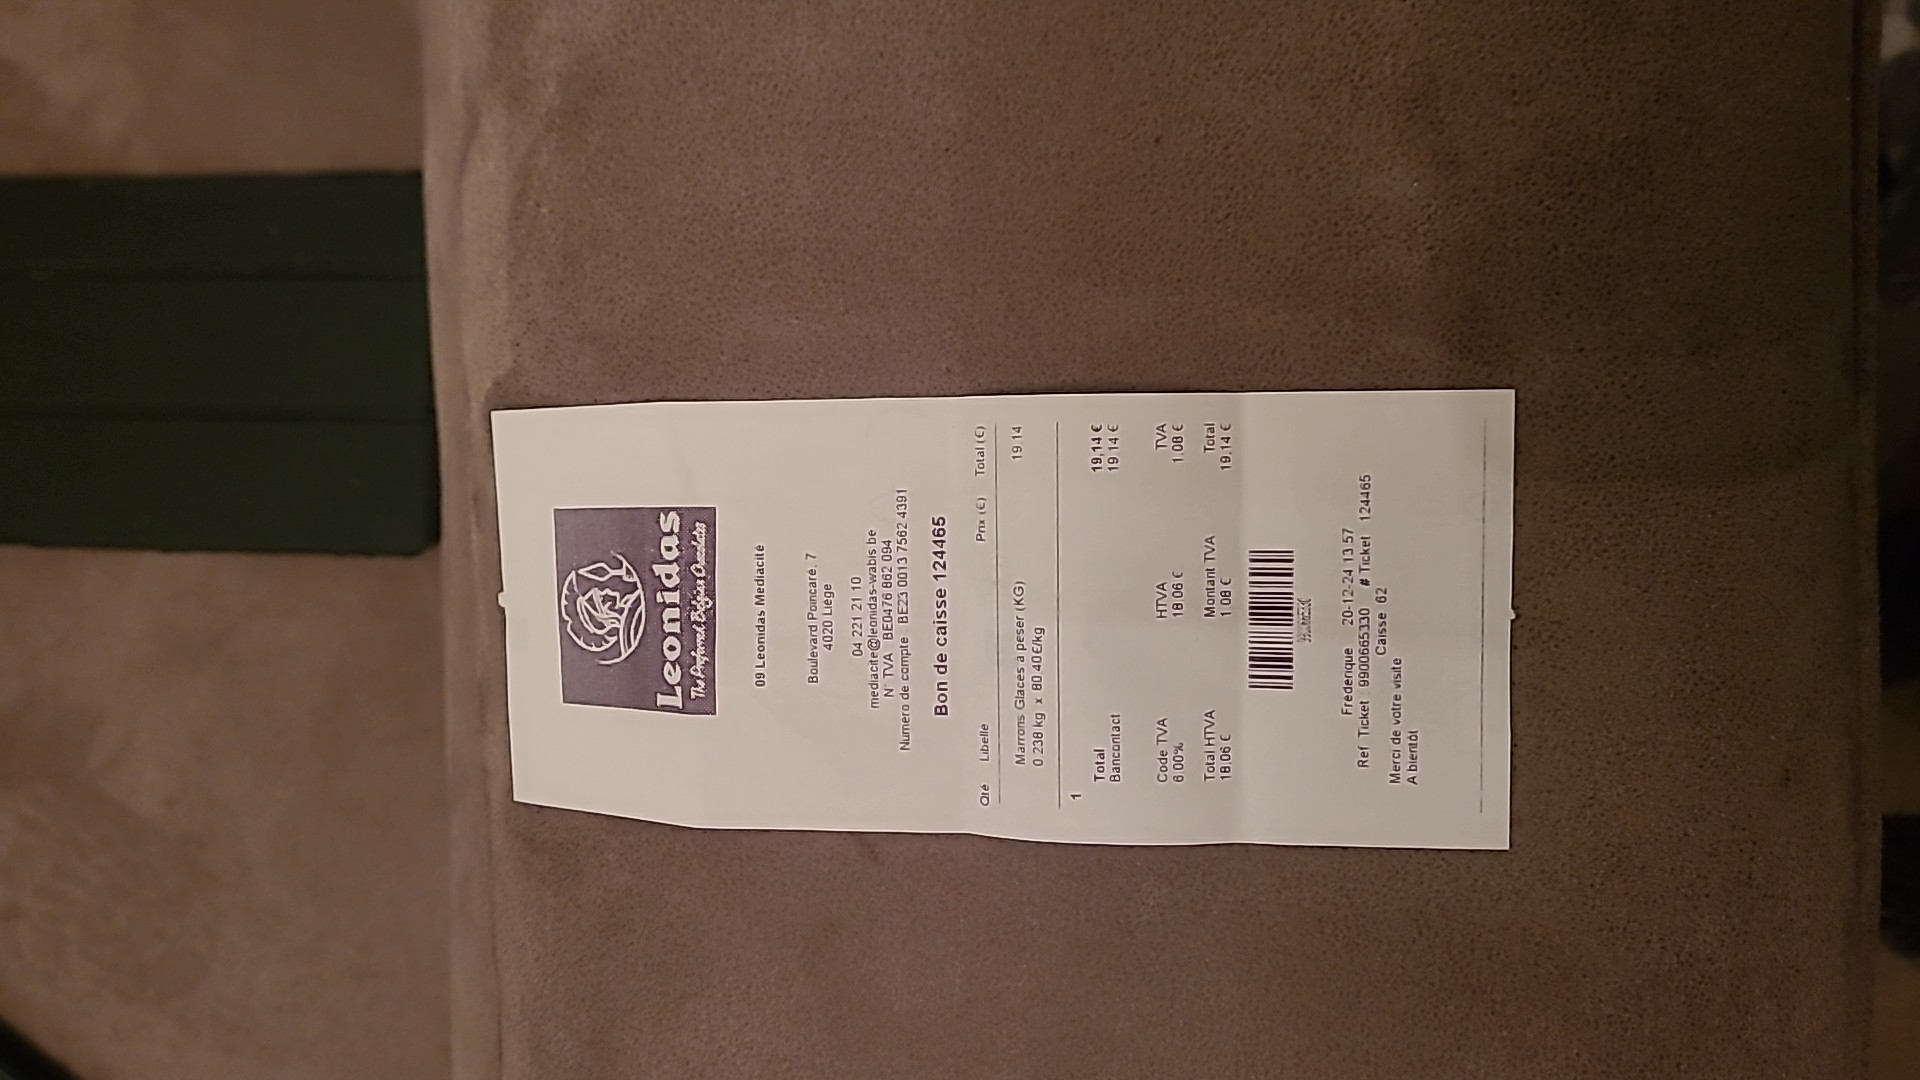 Leonidas
The Preferred Belgian Chocolates
09 Leonidas Mediacité
Boulevard Poincaré, 7
4020 Liège
04 221 21 10
mediacite@leonidas-wabis.be
N° TVA BE0476 862 094
Numero de compte BE23 0013 7562 4391
Bon de caisse 124465
Qté Libelle Prix (€) Total (€)
Marrons Glaces a peser (KG) 19.14
0.238 kg x 80.40 €/kg
1
Total 19,14 €
Bancontact 19.14 €
Code TVA HTVA TVA
6.00% 18.06 € 1.08 €
Total HTVA Montant TVA Total
18,06 € 1.08 € 19.14 €
Frederique 20-12-24 13:57
Ref Ticket 9900665330 # Ticket 124465
Caisse 62
Merci de votre visite
A bientôt